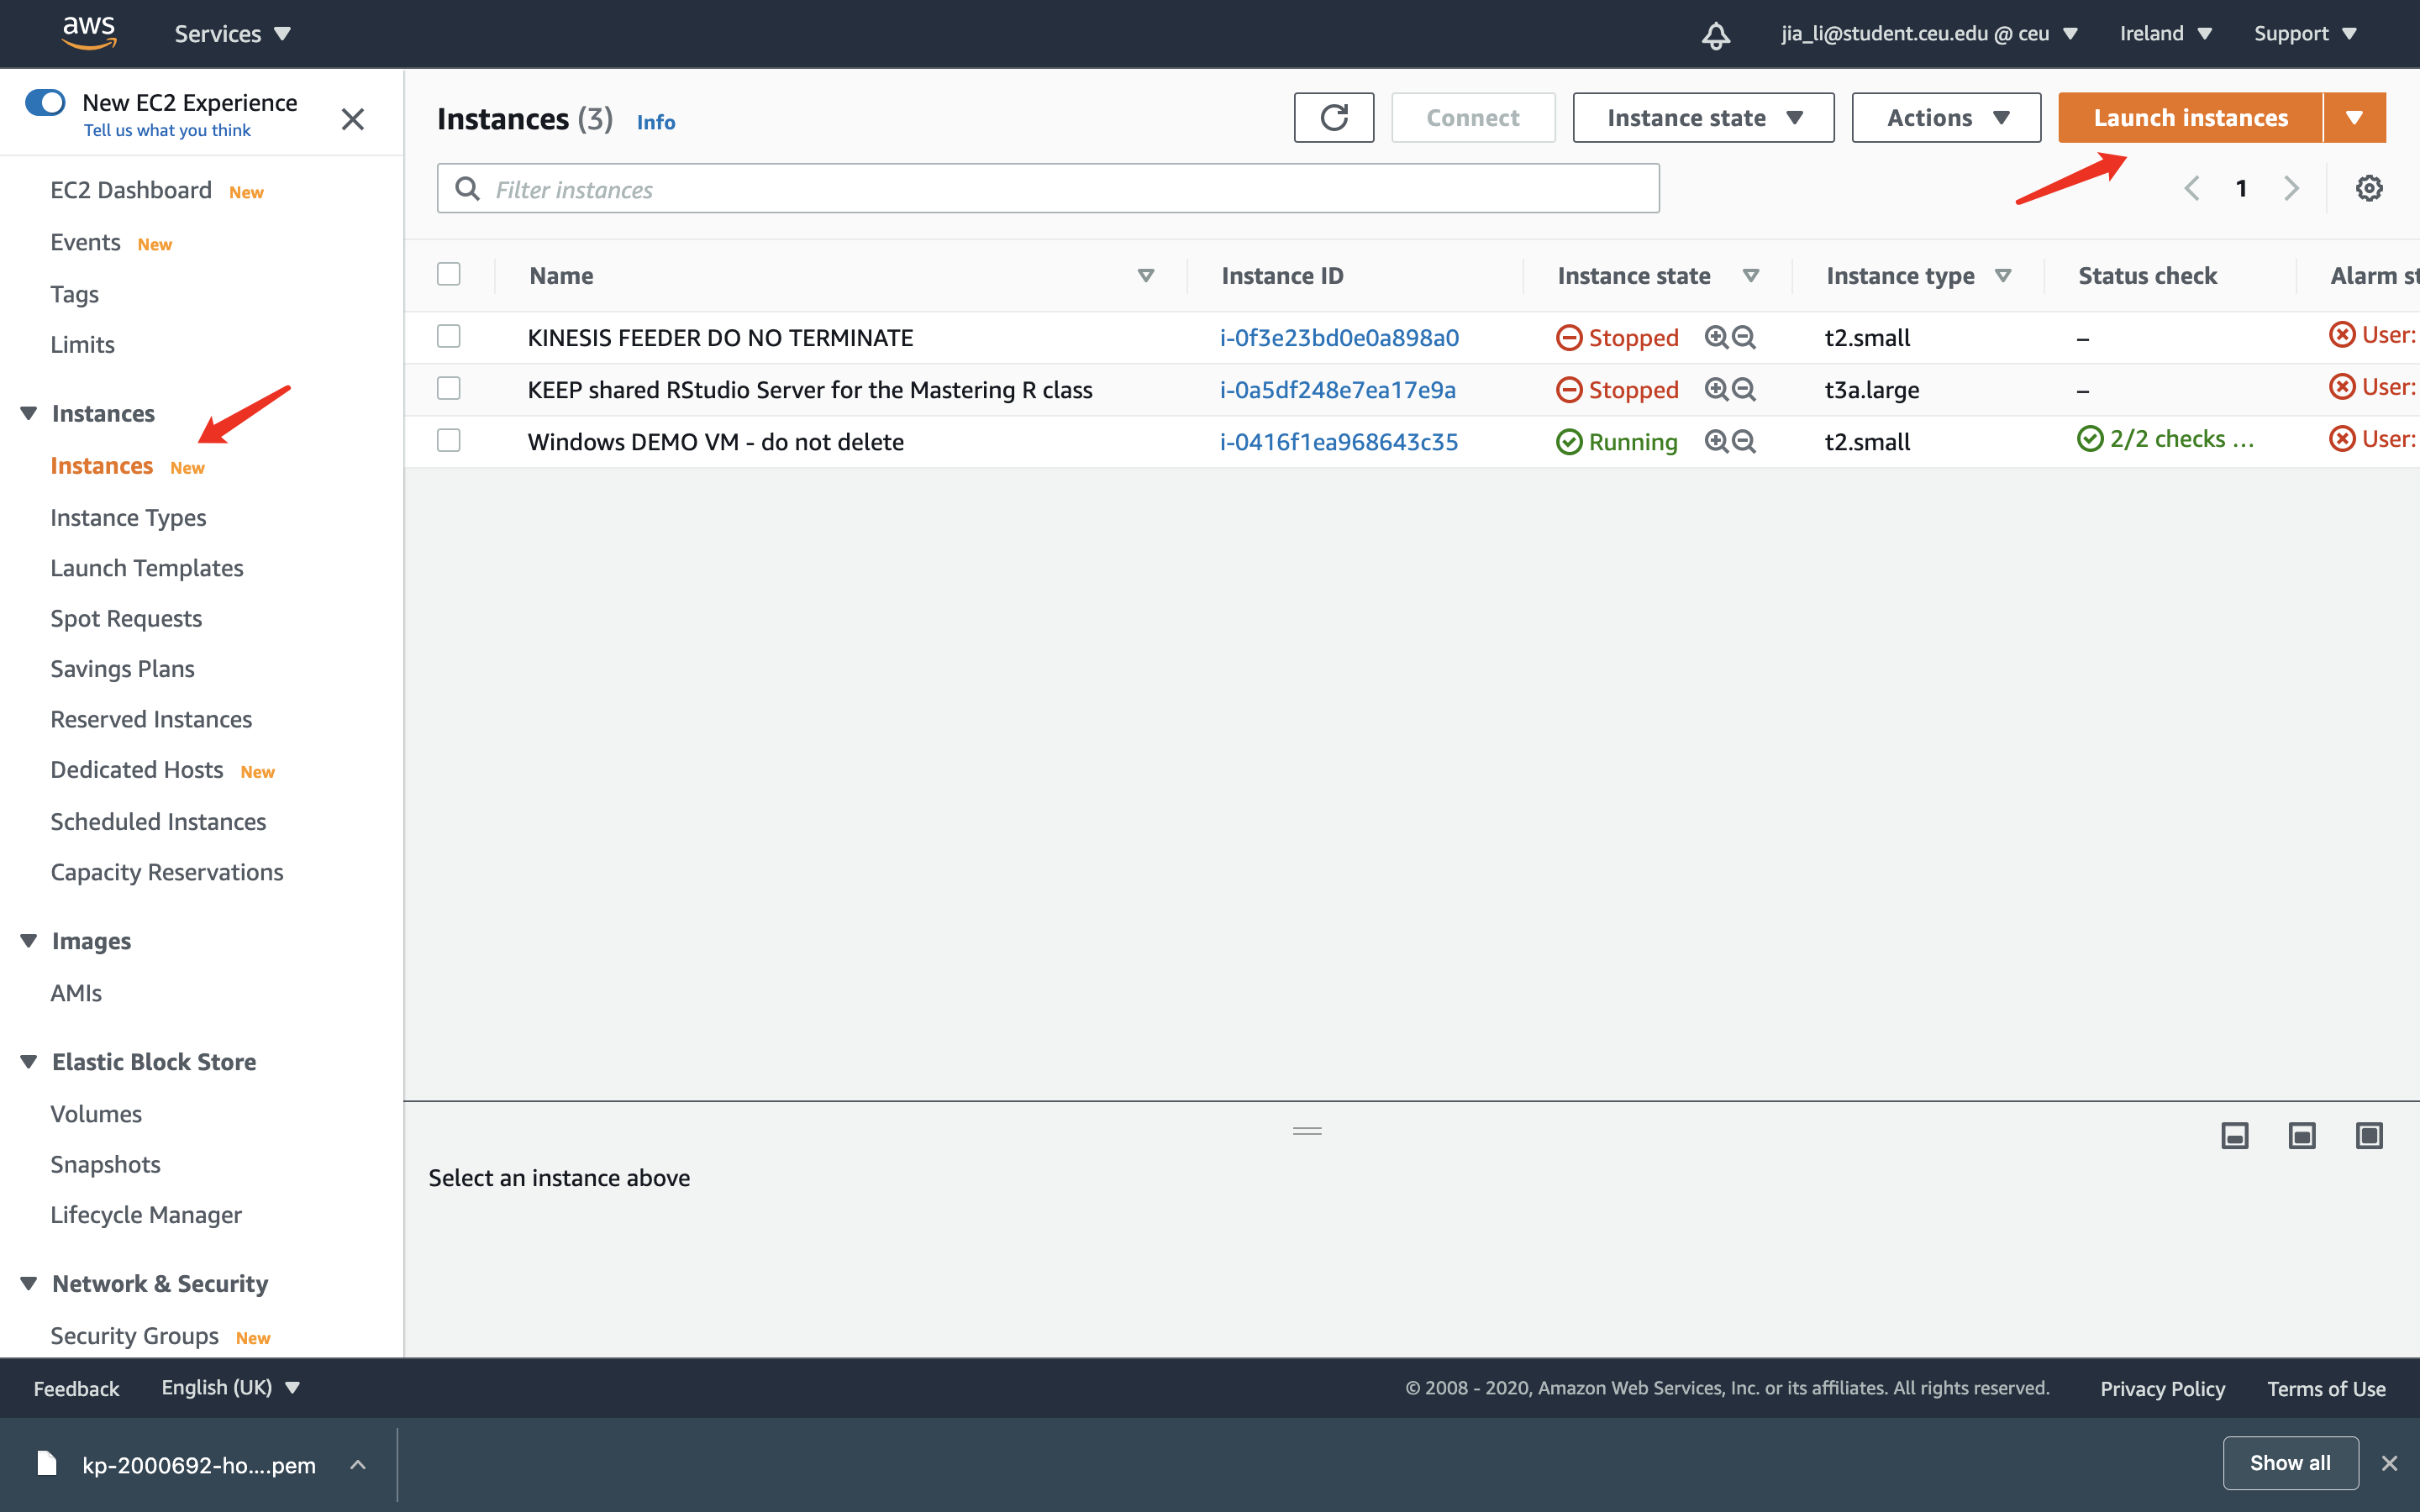 aws Services jia_li@student.ceu.edu @ ceu Ireland Support
New EC2 Experience
Tell us what you think
EC2 Dashboard New
Events New
Tags
Limits
Instances
Instances New
Instance Types
Launch Templates
Spot Requests
Savings Plans
Reserved Instances
Dedicated Hosts New
Scheduled Instances
Capacity Reservations
Images
AMIs
Elastic Block Store
Volumes
Snapshots
Lifecycle Manager
Network & Security
Security Groups New
Instances (3) Info Connect Instance state Actions Launch instances
Filter instances 1
Name Instance ID Instance state Instance type Status check Alarm st
KINESIS FEEDER DO NO TERMINATE i-0f3e23bd0e0a898a0 Stopped t2.small – User:
KEEP shared RStudio Server for the Mastering R class i-0a5df248e7ea17e9a Stopped t3a.large – User:
Windows DEMO VM - do not delete i-0416f1ea968643c35 Running t2.small 2/2 checks ... User:
Select an instance above
Feedback English (UK) © 2008 - 2020, Amazon Web Services, Inc. or its affiliates. All rights reserved. Privacy Policy Terms of Use
kp-2000692-ho....pem Show all